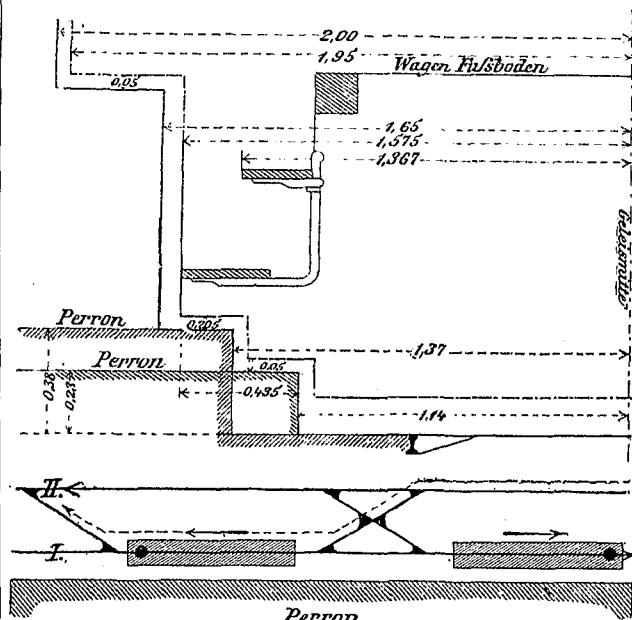 2,00
1,95
Wagen Fußboden
0,05
1,65
1,575
1,367
Geleismitte
Perron
0,205
1,37
Perron
0,05
0,38
0,23
0,435
1,14
II.
I.
Perron